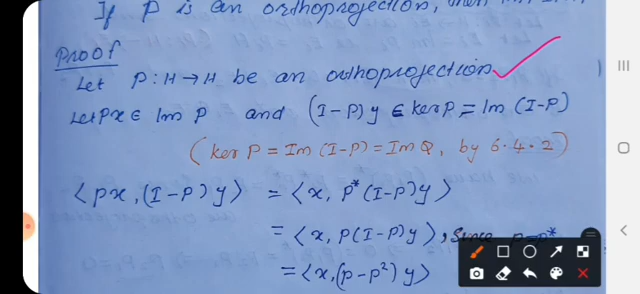 If P is an orthoprojection, then
Proof
Let P : H → H be an orthoprojection
Let Px ∈ Im P and (I-P)y ∈ ker P = Im (I-P)
(ker P = Im (I-P) = Im Q, by 6.4.2)
⟨Px, (I-P)y⟩ = ⟨x, P*(I-P)y⟩
= ⟨x, P(I-P)y⟩, Since P=P*
= ⟨x, (P-P²)y⟩